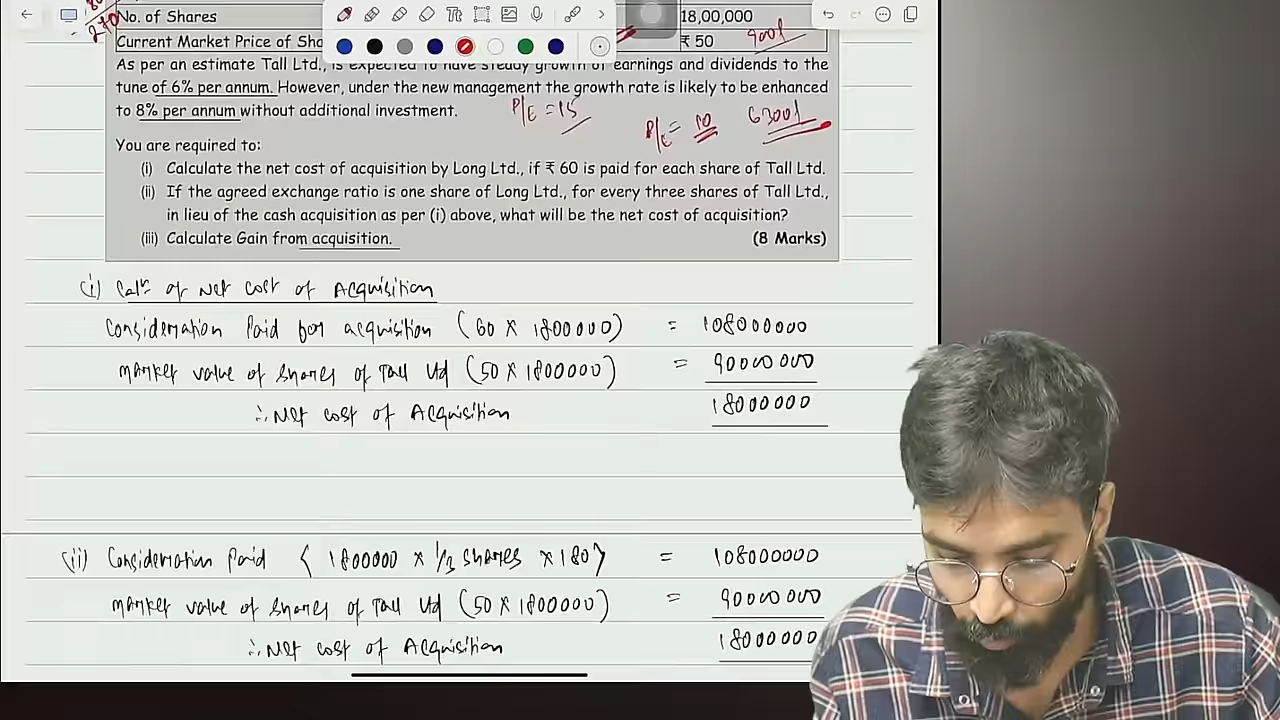 No. of Shares 18,00,000
Current Market Price of Sha ₹ 50 900l
As per an estimate Tall Ltd., is expected to have steady growth of earnings and dividends to the
tune of 6% per annum. However, under the new management the growth rate is likely to be enhanced
to 8% per annum without additional investment. P/E = 15
P/E = 10 6300l
You are required to:
(i) Calculate the net cost of acquisition by Long Ltd., if ₹ 60 is paid for each share of Tall Ltd.
(ii) If the agreed exchange ratio is one share of Long Ltd., for every three shares of Tall Ltd.,
in lieu of the cash acquisition as per (i) above, what will be the net cost of acquisition?
(iii) Calculate Gain from acquisition. (8 Marks)
(i) Calⁿ of Net cost of Acquisition
Consideration Paid for acquisition (60 × 1800000) = 108000000
Market value of shares of Tall Ltd (50 × 1800000) = 90000000
∴ Net cost of Acquisition 18000000
(ii) Consideration Paid { 1800000 × 1/3 shares × 180} = 108000000
Market value of shares of Tall Ltd (50 × 1800000) = 90000000
∴ Net cost of Acquisition 18000000